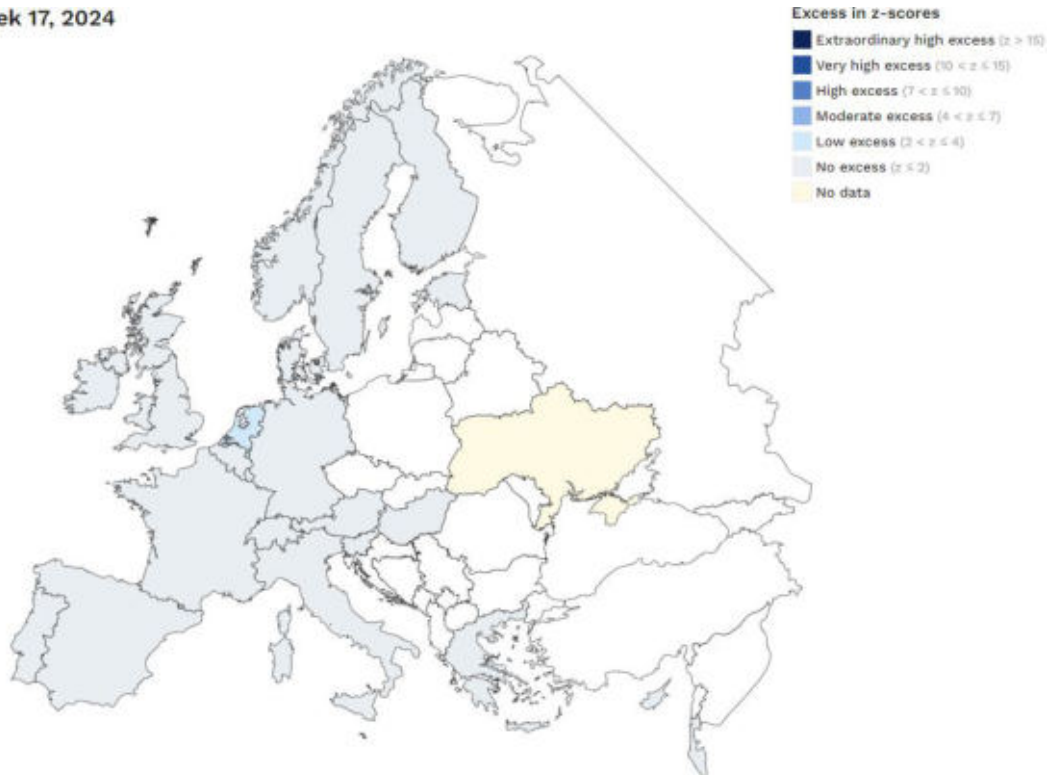 ek 17, 2024
Excess in z-scores
Extraordinary high excess (z > 15)
Very high excess (10 < z ≤ 15)
High excess (7 < z ≤ 10)
Moderate excess (4 < z ≤ 7)
Low excess (2 < z ≤ 4)
No excess (z ≤ 2)
No data